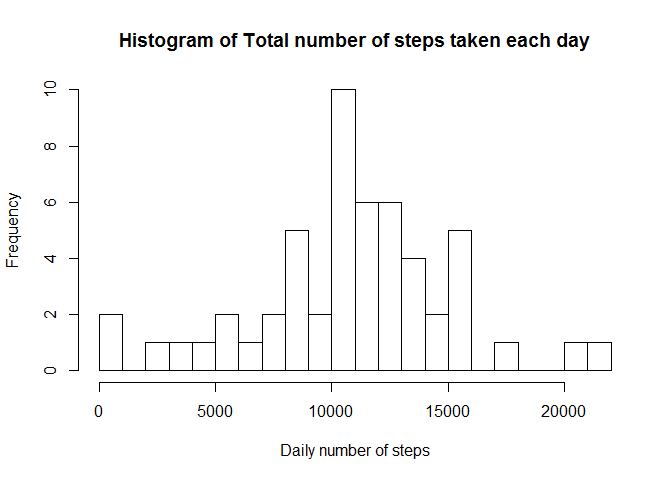 Histogram of Total number of steps taken each day
Frequency
10
8
6
4
2
0
0 5000 10000 15000 20000
Daily number of steps